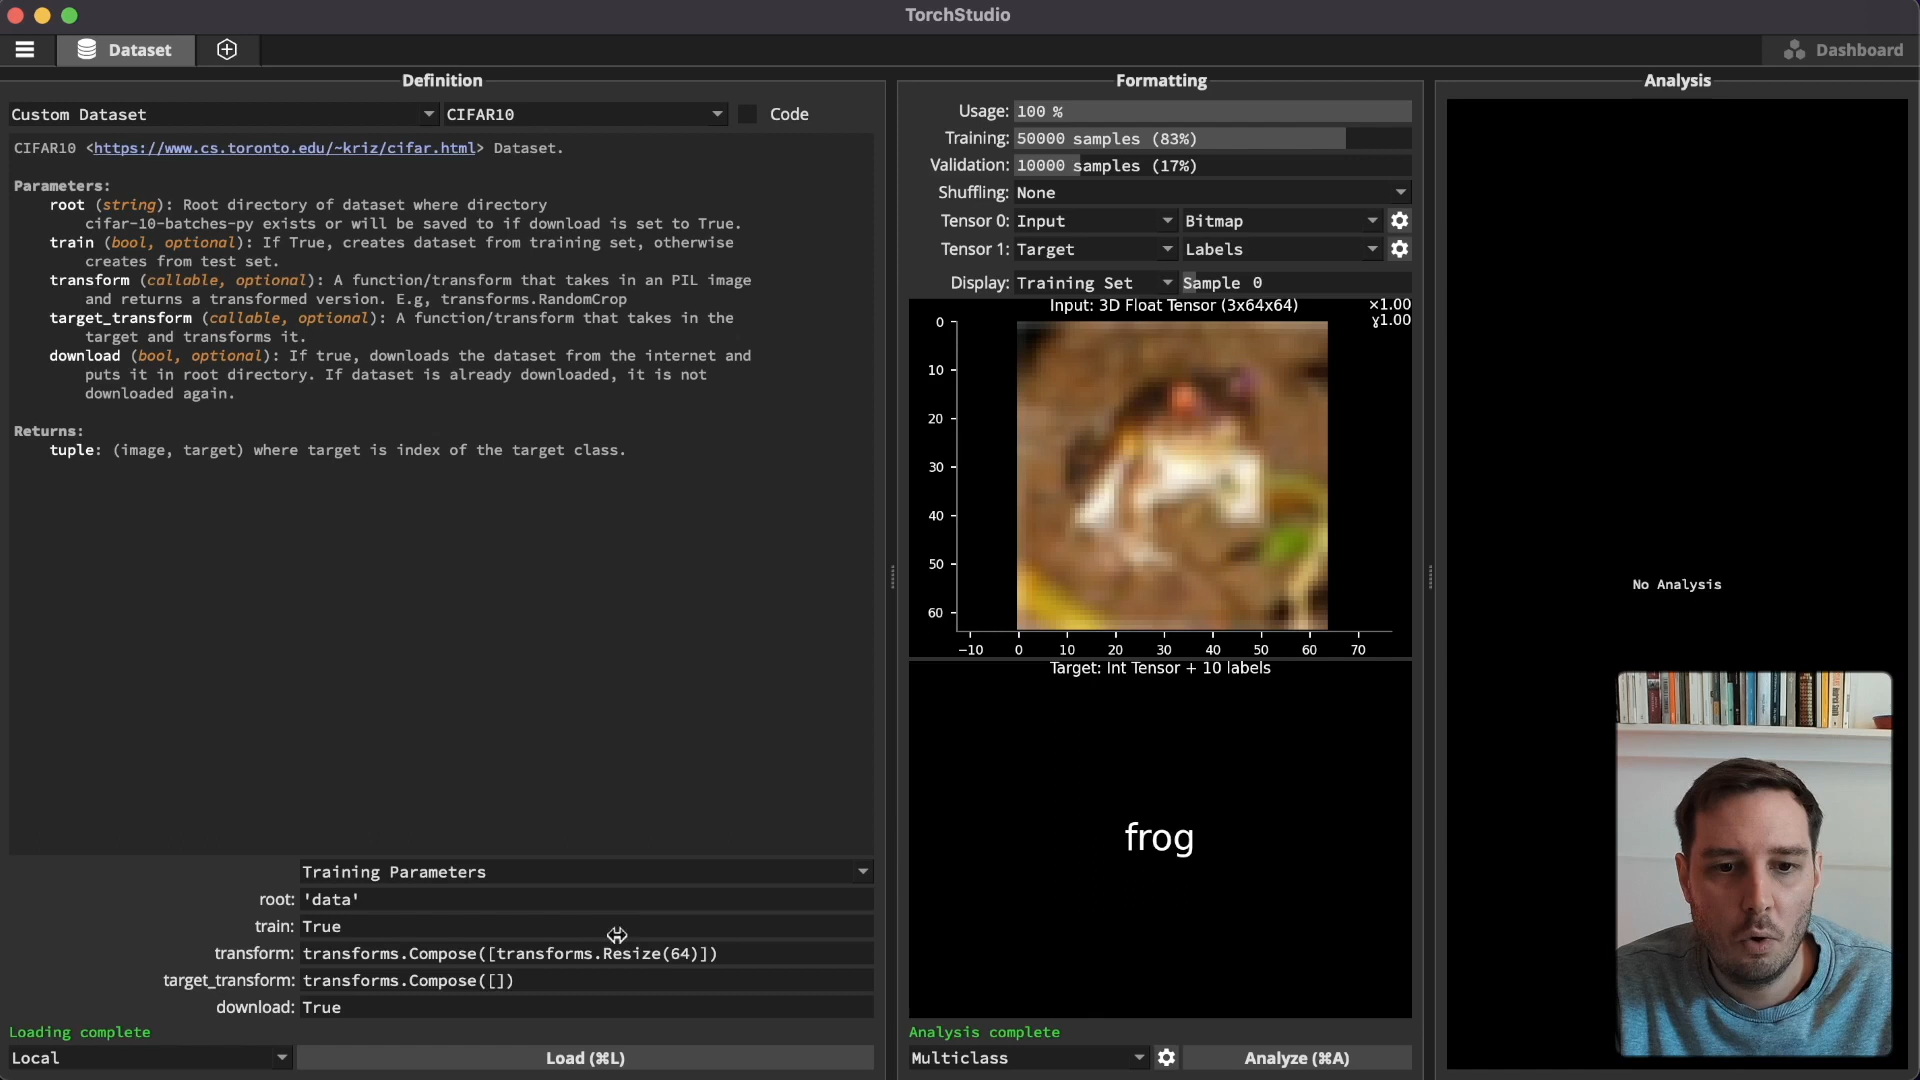 TorchStudio
Dataset
Dashboard
Definition
Custom Dataset
CIFAR10
Code
CIFAR10 <https://www.cs.toronto.edu/~kriz/cifar.html> Dataset.
Parameters:
root (string): Root directory of dataset where directory
cifar-10-batches-py exists or will be saved to if download is set to True.
train (bool, optional): If True, creates dataset from training set, otherwise
creates from test set.
transform (callable, optional): A function/transform that takes in an PIL image
and returns a transformed version. E.g, transforms.RandomCrop
target_transform (callable, optional): A function/transform that takes in the
target and transforms it.
download (bool, optional): If true, downloads the dataset from the internet and
puts it in root directory. If dataset is already downloaded, it is not
downloaded again.
Returns:
tuple: (image, target) where target is index of the target class.
Training Parameters
root: 'data'
train: True
transform: transforms.Compose([transforms.Resize(64)])
target_transform: transforms.Compose([])
download: True
Loading complete
Local
Load (⌘L)
Formatting
Usage: 100 %
Training: 50000 samples (83%)
Validation: 10000 samples (17%)
Shuffling: None
Tensor 0: Input Bitmap
Tensor 1: Target Labels
Display: Training Set Sample 0
Input: 3D Float Tensor (3x64x64)
×1.00
γ1.00
0
10
20
30
40
50
60
−10 0 10 20 30 40 50 60 70
Target: Int Tensor + 10 labels
frog
Analysis complete
Multiclass
Analyze (⌘A)
Analysis
No Analysis